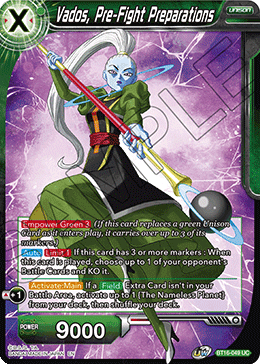 X
Vados, Pre-Fight Preparations
UNISON
Empower Green 3 (If this card replaces a green Unison
Card as it enters play, it carries over up to 3 of its
markers.)
Auto Limit 1 If this card has 3 or more markers : When
this card is played, choose up to 1 of your opponent's
Battle Cards and KO it.
+1 Activate:Main If a Field Extra Card isn't in your
Battle Area, activate up to 1 {The Nameless Planet}
from your deck, then shuffle your deck.
POWER
9000
BANDAI
BT16-049 UC